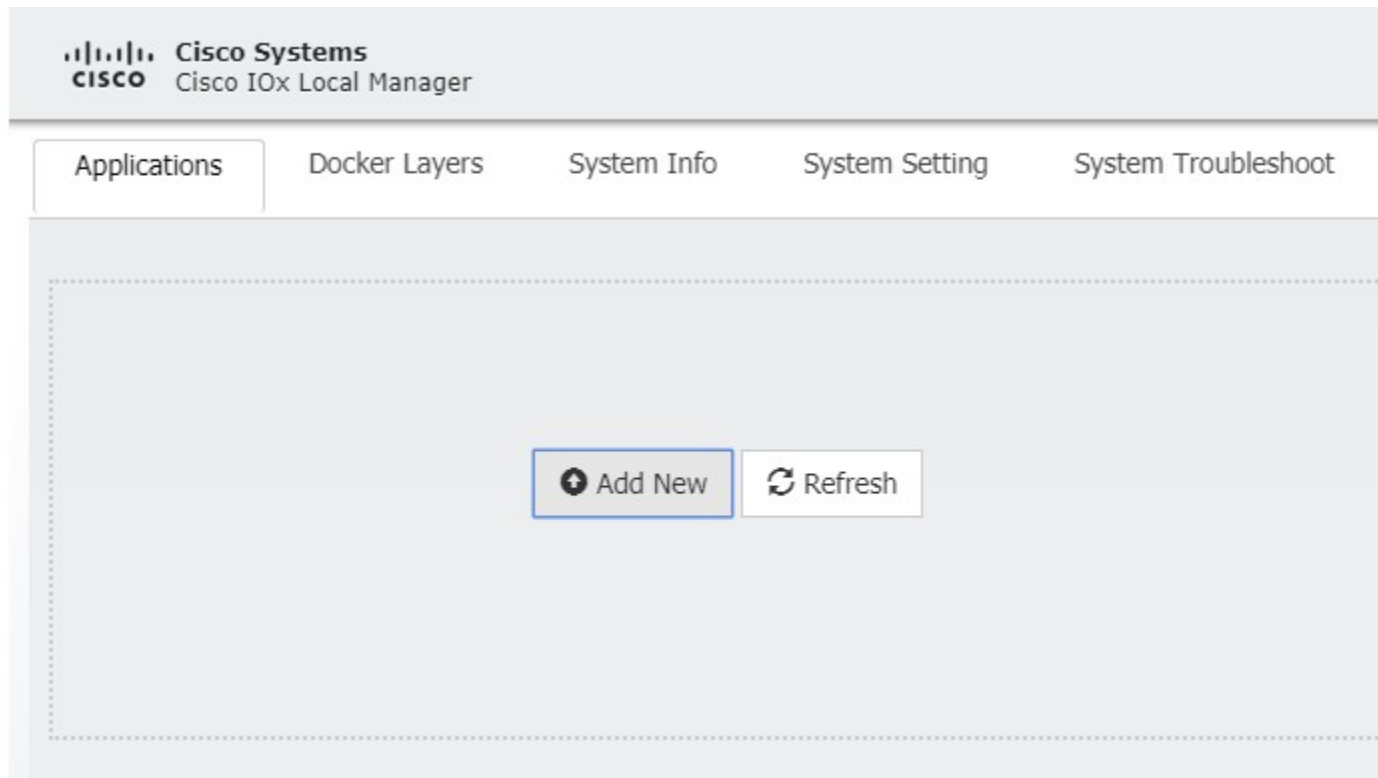 Cisco Systems
CISCO Cisco IOx Local Manager
Applications Docker Layers System Info System Setting System Troubleshoot
Add New Refresh